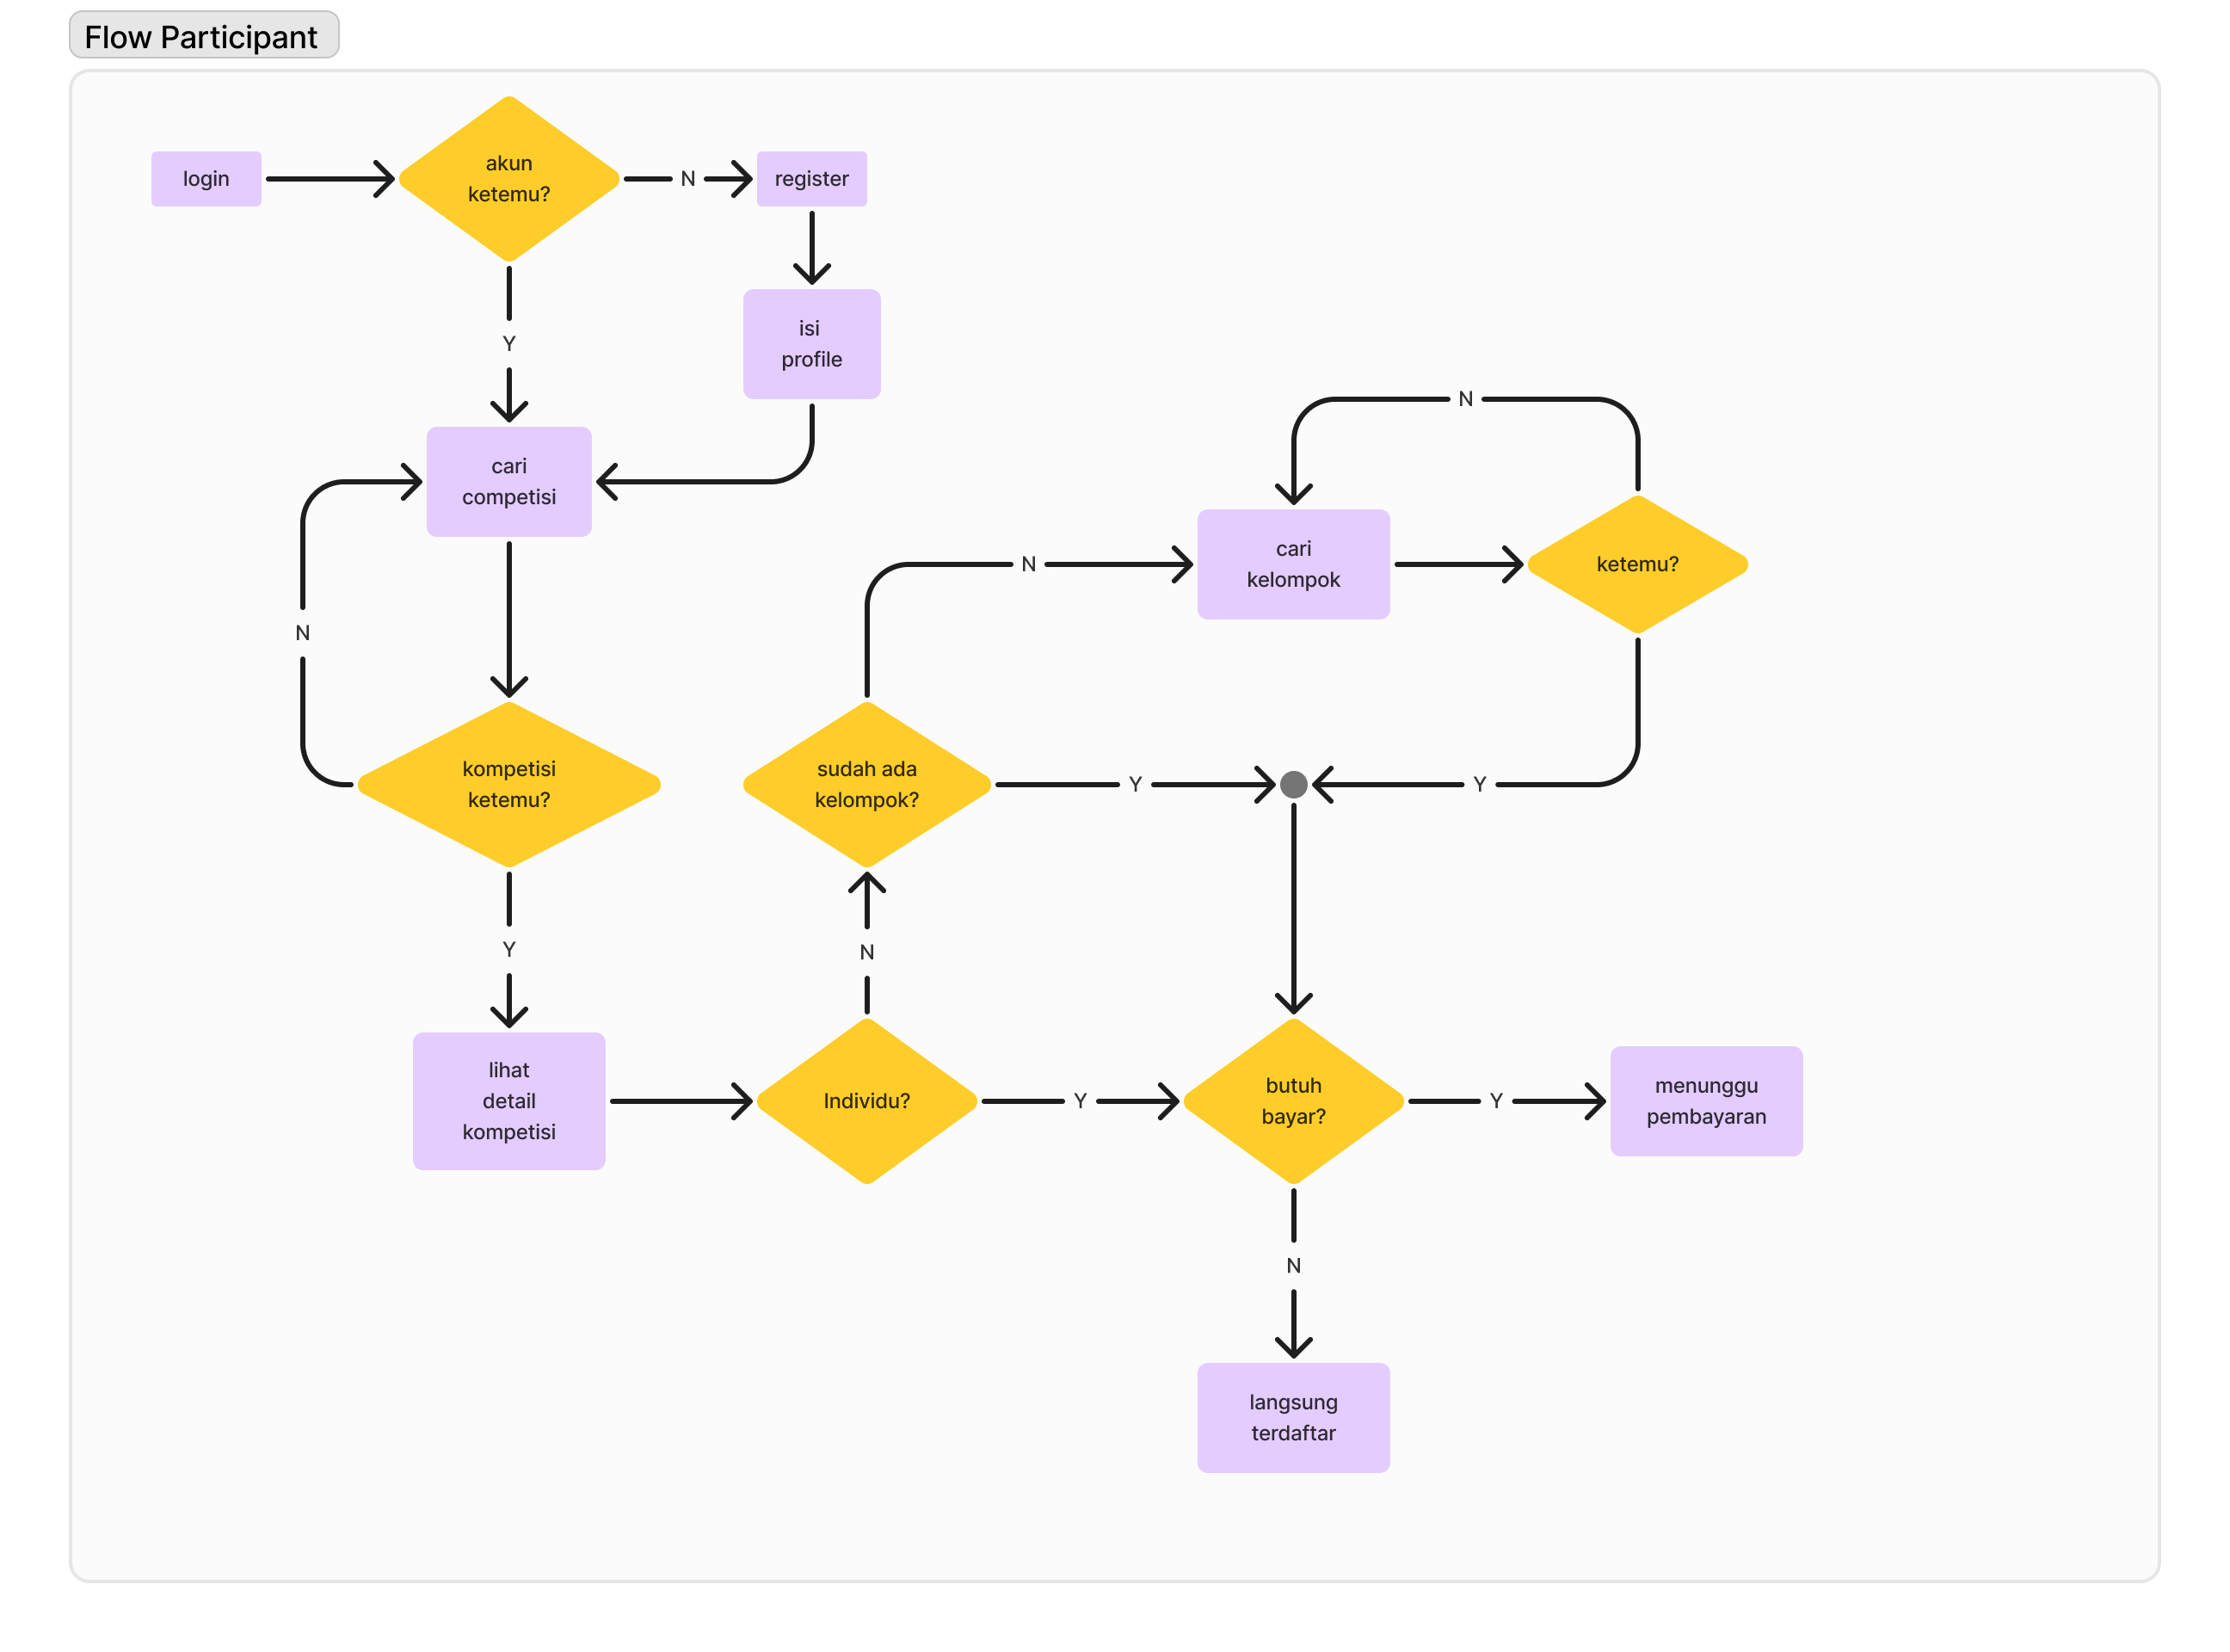 Flow Participant
login
akun
ketemu?
N
register
isi
profile
Y
cari
competisi
N
kompetisi
ketemu?
Y
lihat
detail
kompetisi
Individu?
N
sudah ada
kelompok?
N
cari
kelompok
ketemu?
N
Y
Y
Y
butuh
bayar?
Y
menunggu
pembayaran
N
langsung
terdaftar